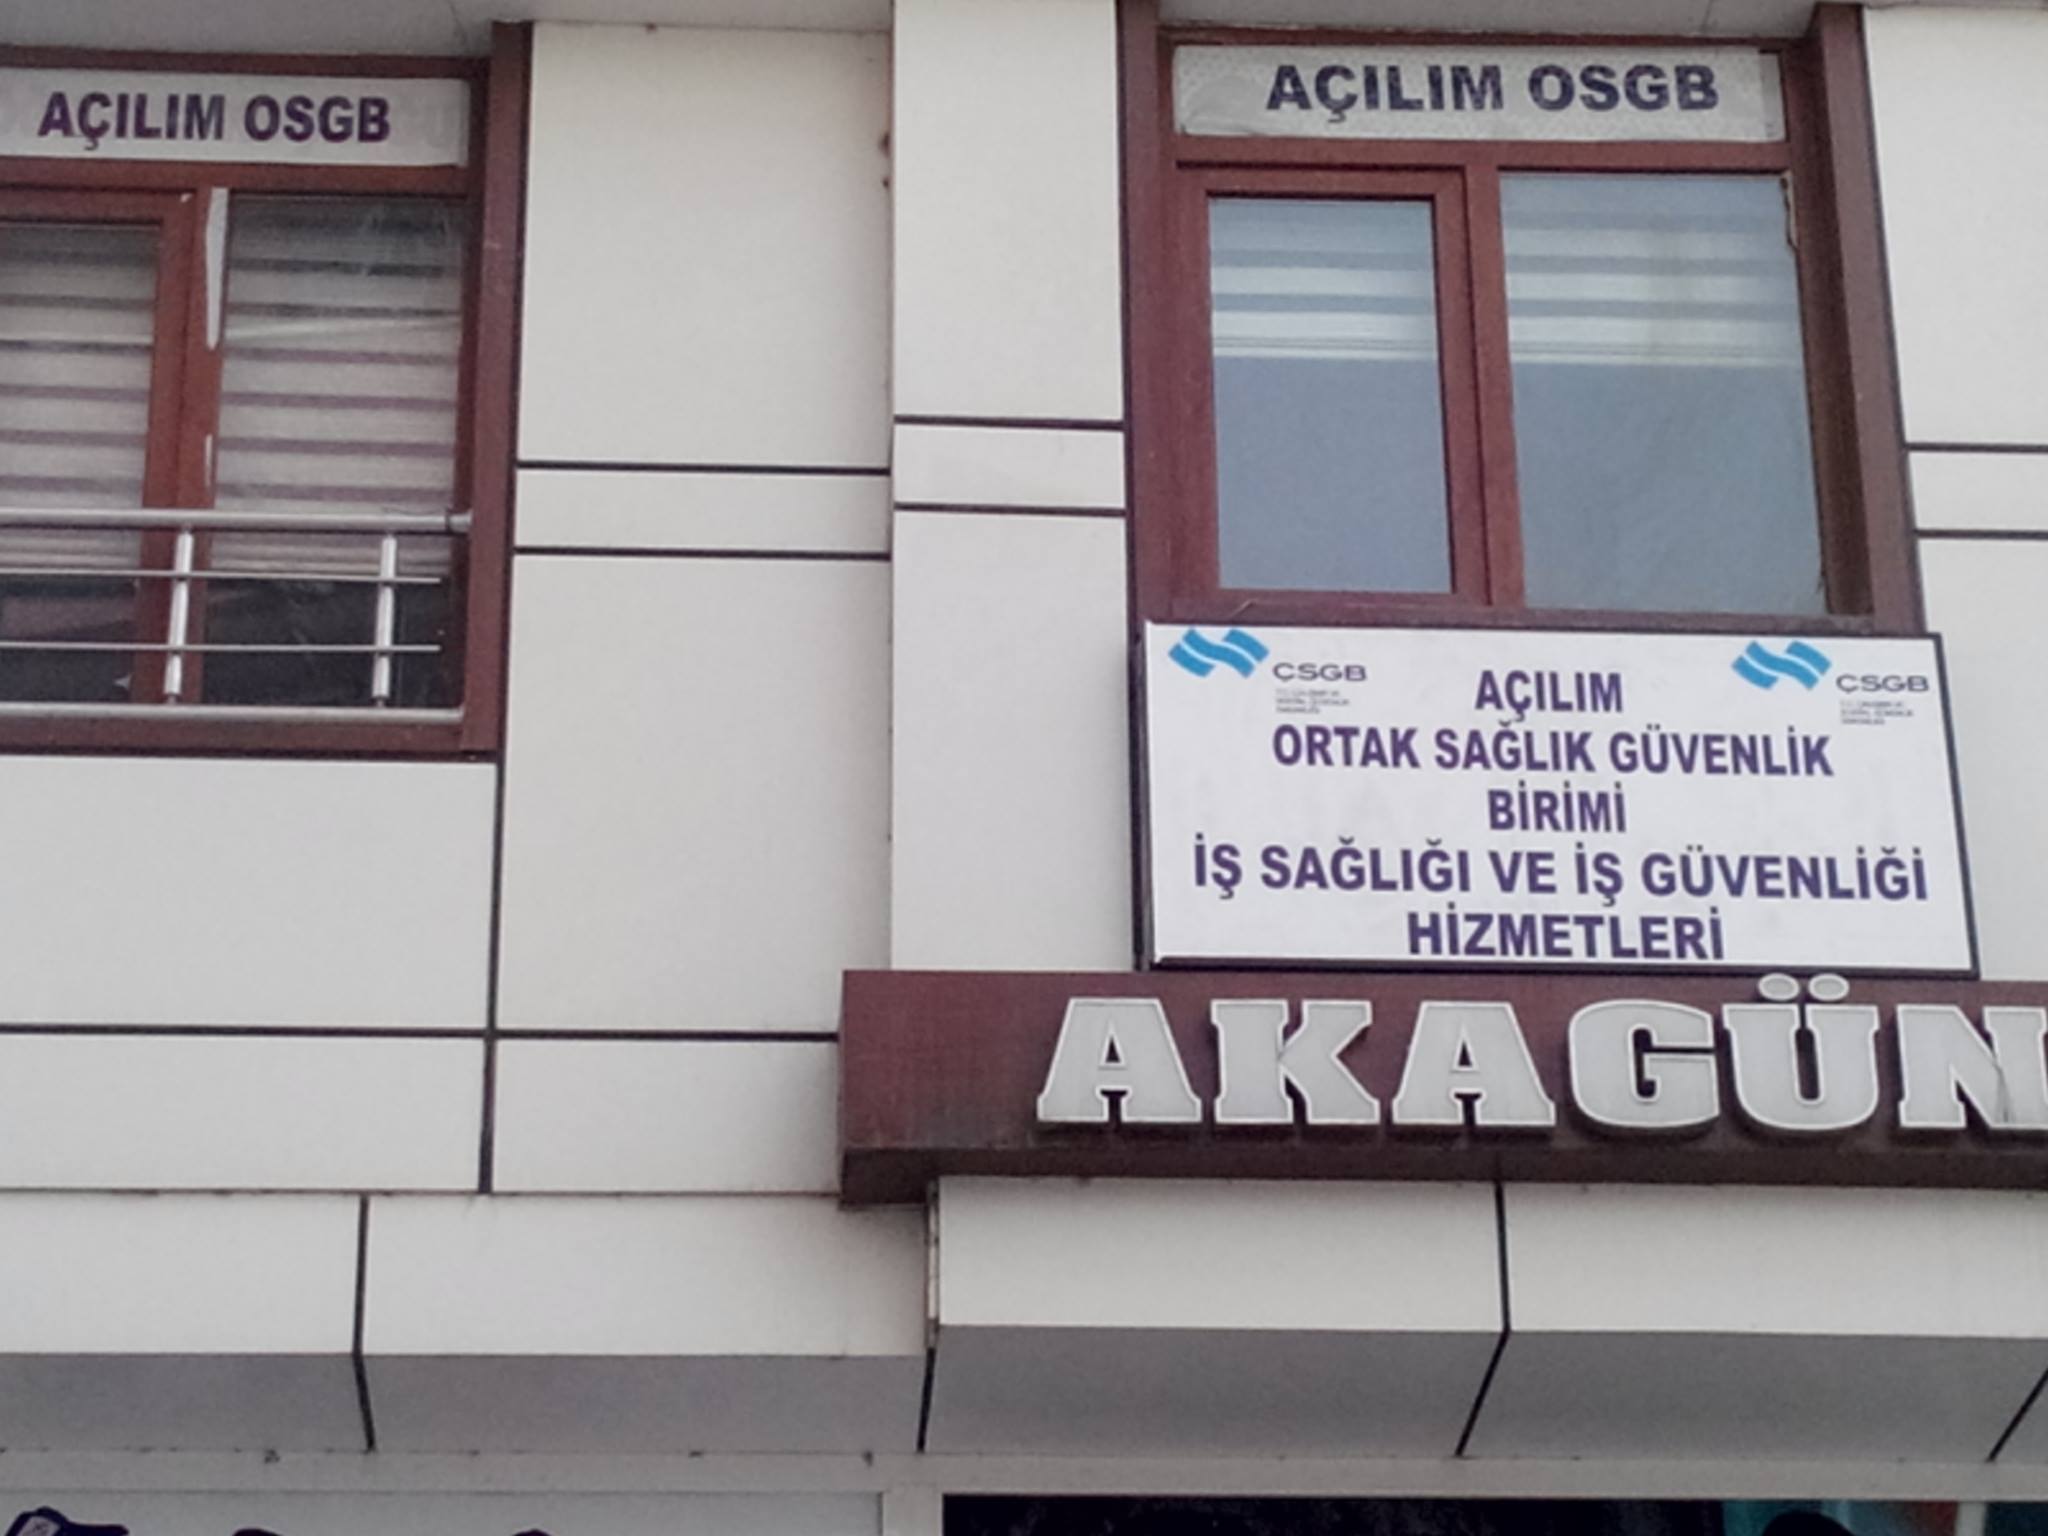 AÇILIM OSGB
AÇILIM OSGB
ÇSGB
ÇSGB
AÇILIM
ORTAK SAĞLIK GÜVENLİK
BİRİMİ
İŞ SAĞLIĞI VE İŞ GÜVENLİĞİ
HİZMETLERİ
AKAGÜN